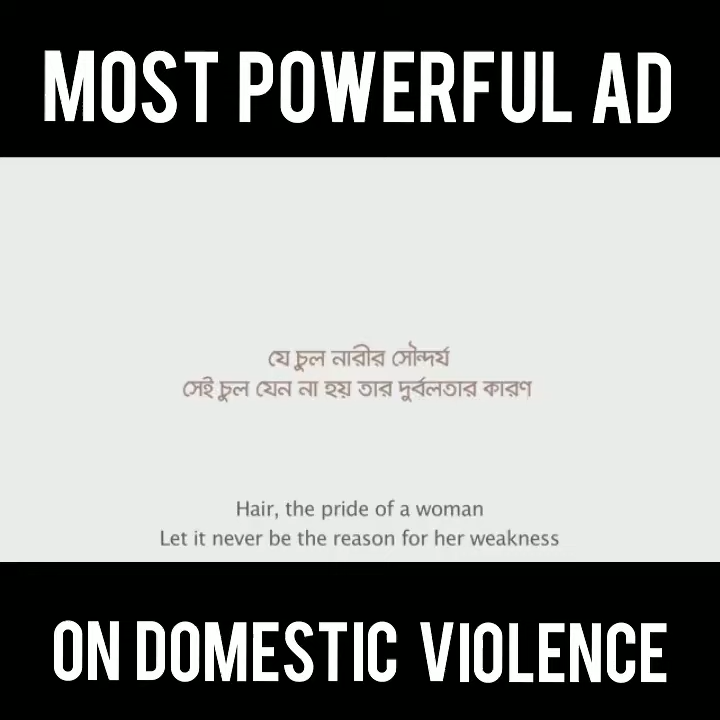 MOST POWERFUL AD
যে চুল নারীর সৌন্দর্য
সেই চুল যেন না হয় তার দুর্বলতার কারণ
Hair, the pride of a woman
Let it never be the reason for her weakness
ON DOMESTIC VIOLENCE